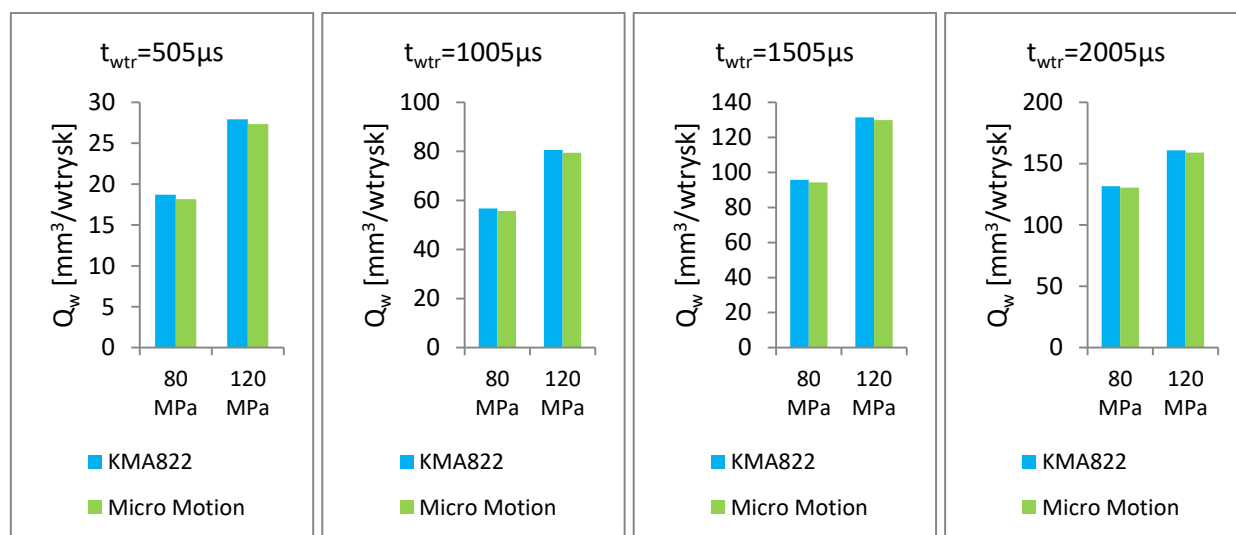 t_wtr=505µs
Q_w [mm³/wtrysk]
30
25
20
15
10
5
0
80 MPa
120 MPa
KMA822
Micro Motion
t_wtr=1005µs
Q_w [mm³/wtrysk]
100
80
60
40
20
0
80 MPa
120 MPa
KMA822
Micro Motion
t_wtr=1505µs
Q_w [mm³/wtrysk]
140
120
100
80
60
40
20
0
80 MPa
120 MPa
KMA822
Micro Motion
t_wtr=2005µs
Q_w [mm³/wtrysk]
200
150
100
50
0
80 MPa
120 MPa
KMA822
Micro Motion